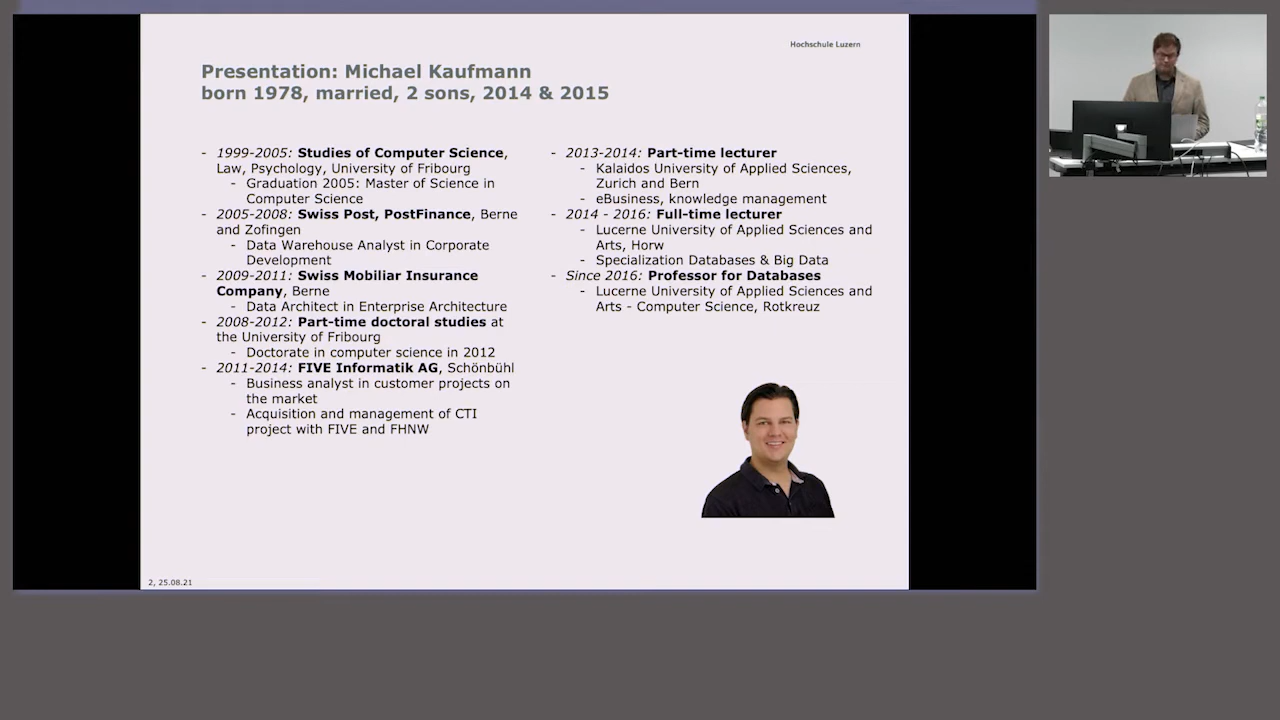 Hochschule Luzern
Presentation: Michael Kaufmann
born 1978, married, 2 sons, 2014 & 2015
- 1999-2005: Studies of Computer Science,
Law, Psychology, University of Fribourg
- Graduation 2005: Master of Science in
Computer Science
- 2005-2008: Swiss Post, PostFinance, Berne
and Zofingen
- Data Warehouse Analyst in Corporate
Development
- 2009-2011: Swiss Mobiliar Insurance
Company, Berne
- Data Architect in Enterprise Architecture
- 2008-2012: Part-time doctoral studies at
the University of Fribourg
- Doctorate in computer science in 2012
- 2011-2014: FIVE Informatik AG, Schönbühl
- Business analyst in customer projects on
the market
- Acquisition and management of CTI
project with FIVE and FHNW
- 2013-2014: Part-time lecturer
- Kalaidos University of Applied Sciences,
Zurich and Bern
- eBusiness, knowledge management
- 2014 - 2016: Full-time lecturer
- Lucerne University of Applied Sciences and
Arts, Horw
- Specialization Databases & Big Data
- Since 2016: Professor for Databases
- Lucerne University of Applied Sciences and
Arts - Computer Science, Rotkreuz
2, 25.08.21